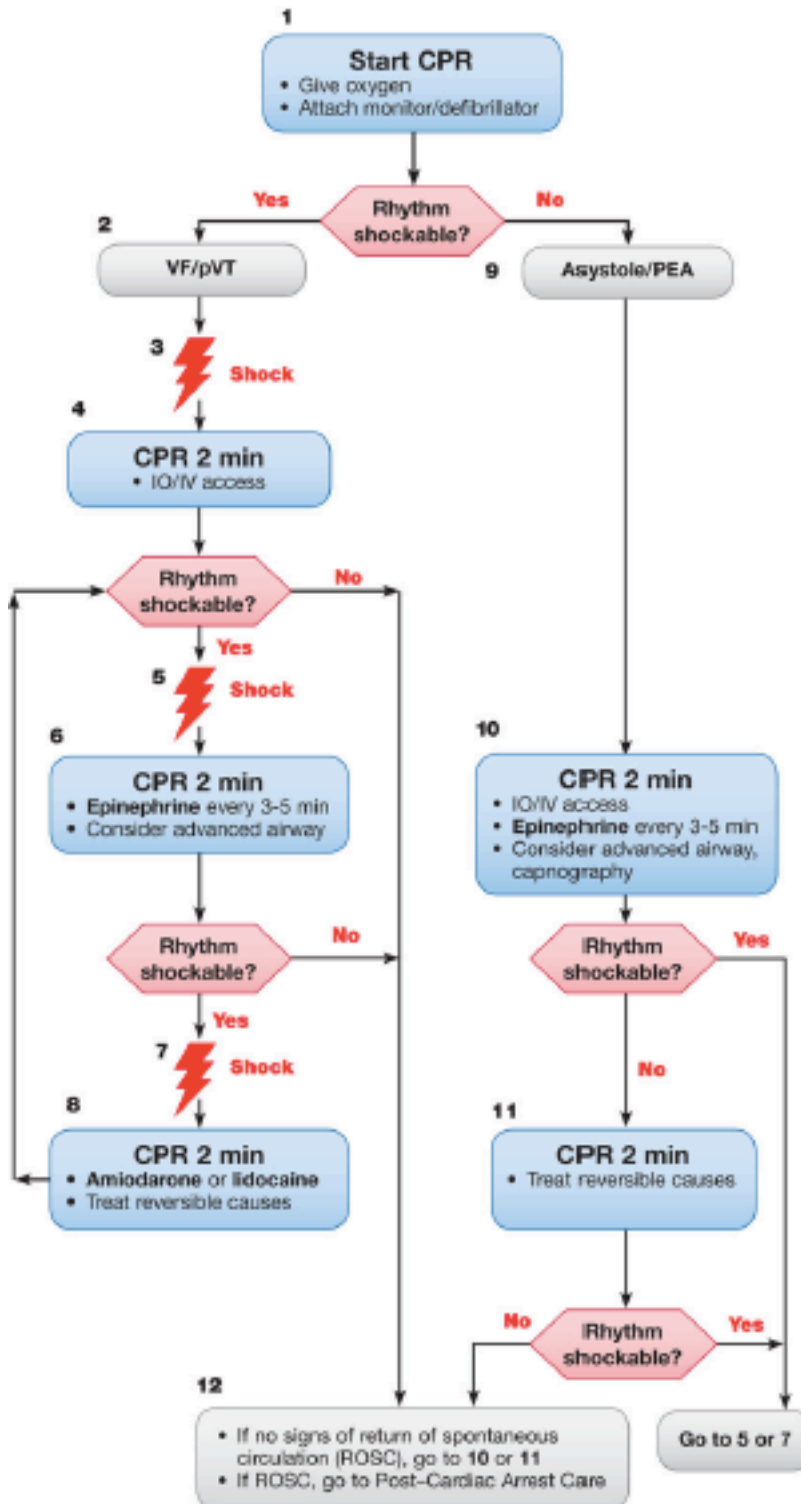 1
Start CPR
• Give oxygen
• Attach monitor/defibrillator
Yes
Rhythm
shockable?
No
2
VF/pVT
9
Asystole/PEA
3
Shock
4
CPR 2 min
• IO/IV access
Rhythm
shockable?
No
Yes
5
Shock
6
CPR 2 min
• Epinephrine every 3-5 min
• Consider advanced airway
10
CPR 2 min
• IO/IV access
• Epinephrine every 3-5 min
• Consider advanced airway,
capnography
Rhythm
shockable?
No
Rhythm
shockable?
Yes
Yes
7
Shock
No
8
CPR 2 min
• Amiodarone or lidocaine
• Treat reversible causes
11
CPR 2 min
• Treat reversible causes
No
Rhythm
shockable?
Yes
12
• If no signs of return of spontaneous
circulation (ROSC), go to 10 or 11
• If ROSC, go to Post–Cardiac Arrest Care
Go to 5 or 7